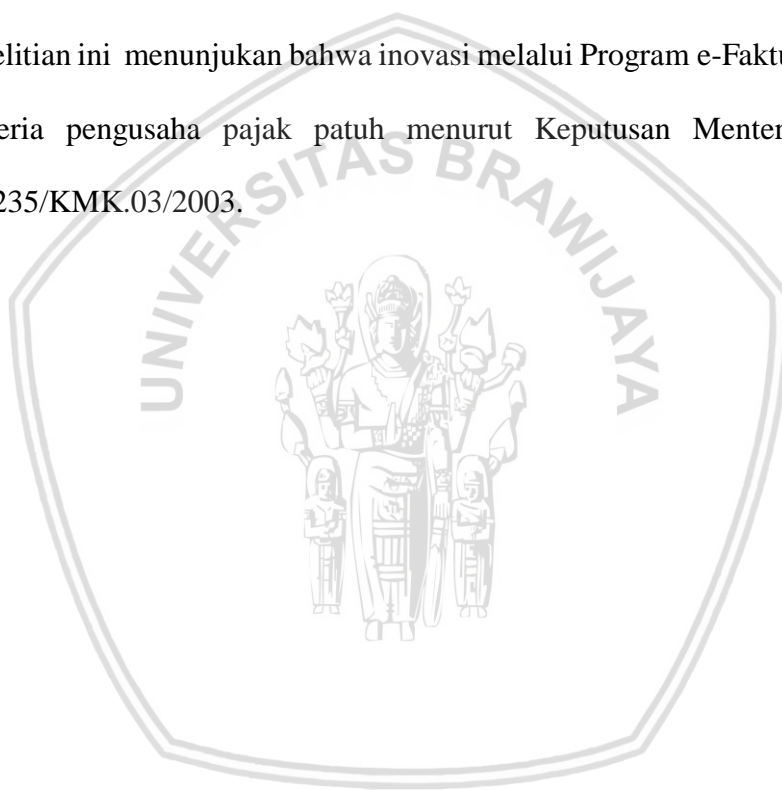 elitian ini menunjukan bahwa inovasi melalui Program e-Faktu
eria pengusaha pajak patuh menurut Keputusan Menter
235/KMK.03/2003.
UNIVERSITAS BRAWIJAYA